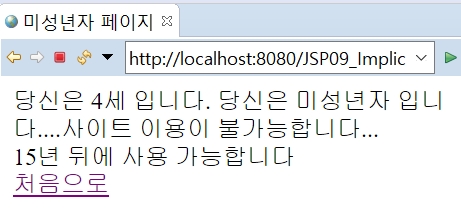 미성년자 페이지
http://localhost:8080/JSP09_Implic
당신은 4세 입니다. 당신은 미성년자 입니
다....사이트 이용이 불가능합니다...
15년 뒤에 사용 가능합니다
처음으로